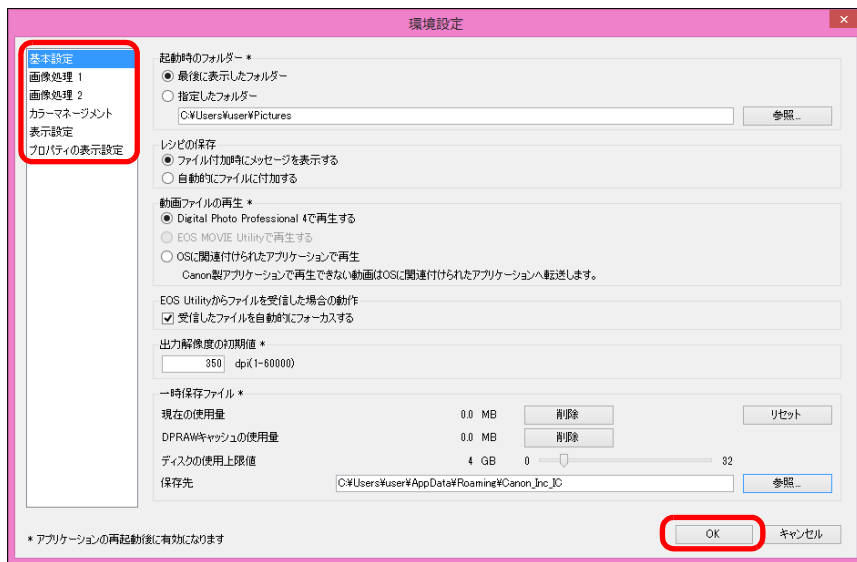 環境設定
×
基本設定
画像処理 1
画像処理 2
カラーマネージメント
表示設定
プロパティの表示設定
起動時のフォルダー *
最後に表示したフォルダー
指定したフォルダー
C:¥Users¥user¥Pictures 参照...
レシピの保存
ファイル付加時にメッセージを表示する
自動的にファイルに付加する
動画ファイルの再生 *
Digital Photo Professional 4で再生する
EOS MOVIE Utilityで再生する
OSに関連付けられたアプリケーションで再生
Canon製アプリケーションで再生できない動画はOSに関連付けられたアプリケーションへ転送します。
EOS Utilityからファイルを受信した場合の動作
受信したファイルを自動的にフォーカスする
出力解像度の初期値 *
350 dpi(1-60000)
一時保存ファイル *
現在の使用量 0.0 MB 削除 リセット
DPRAWキャッシュの使用量 0.0 MB 削除
ディスクの使用上限値 4 GB 0 32
保存先 C:¥Users¥user¥AppData¥Roaming¥Canon_Inc_IC 参照...
* アプリケーションの再起動後に有効になります OK キャンセル